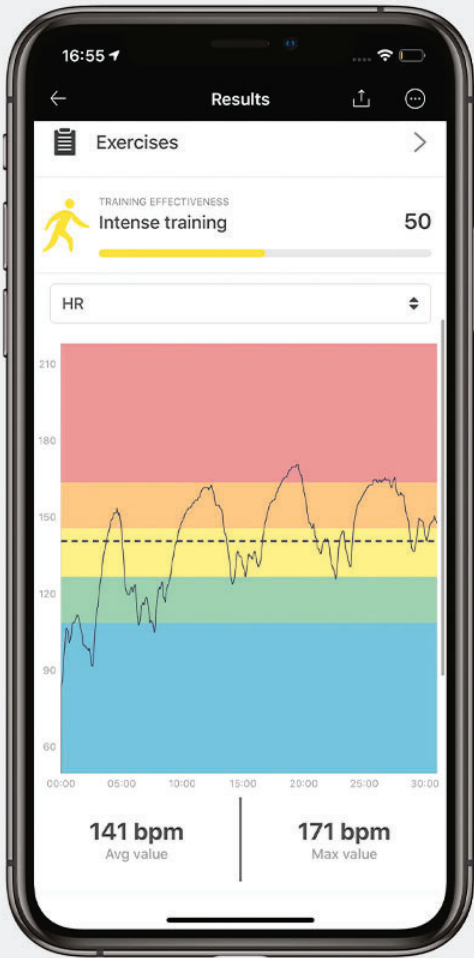 16:55
Results
Exercises
TRAINING EFFECTIVENESS
Intense training
50
HR
210
180
150
120
90
60
00:00 05:00 10:00 15:00 20:00 25:00 30:00
141 bpm
Avg value
171 bpm
Max value